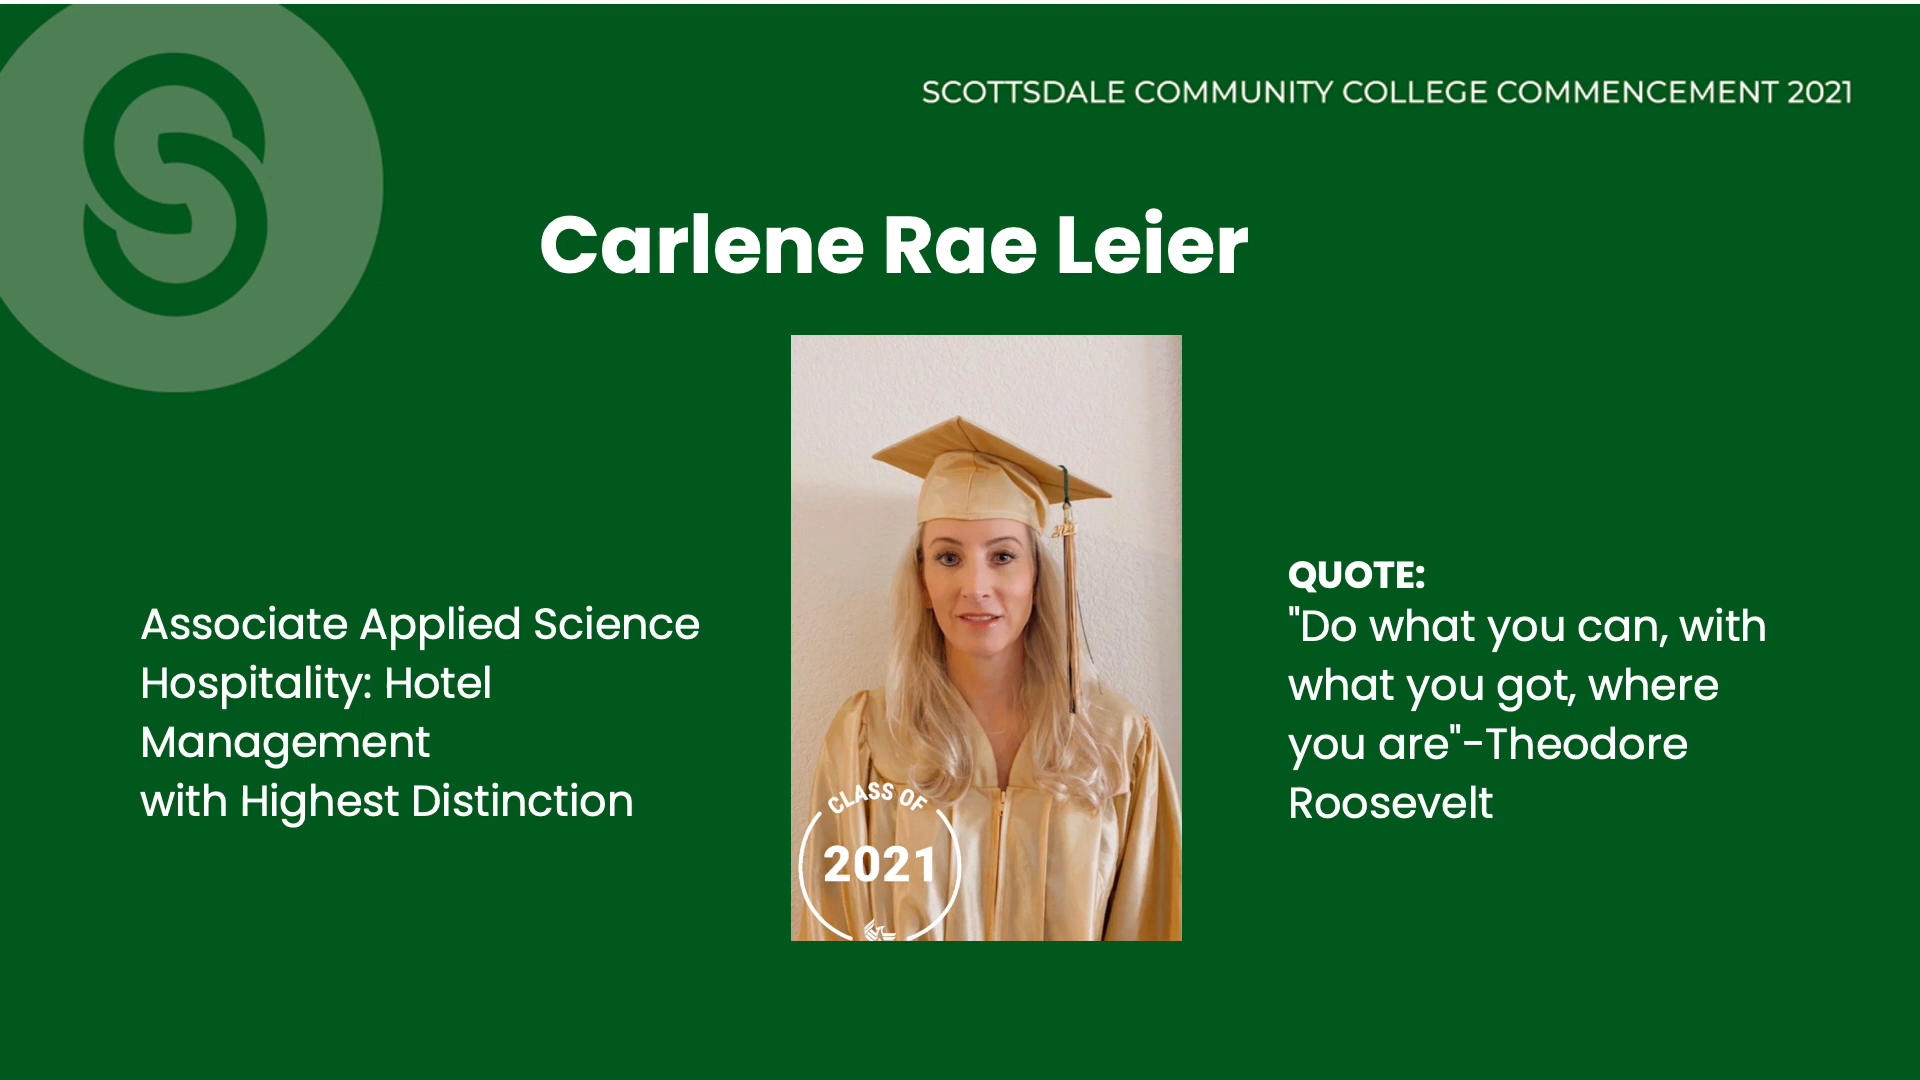 SCOTTSDALE COMMUNITY COLLEGE COMMENCEMENT 2021
Carlene Rae Leier
Associate Applied Science
Hospitality: Hotel
Management
with Highest Distinction
CLASS OF
2021
QUOTE:
"Do what you can, with
what you got, where
you are"-Theodore
Roosevelt